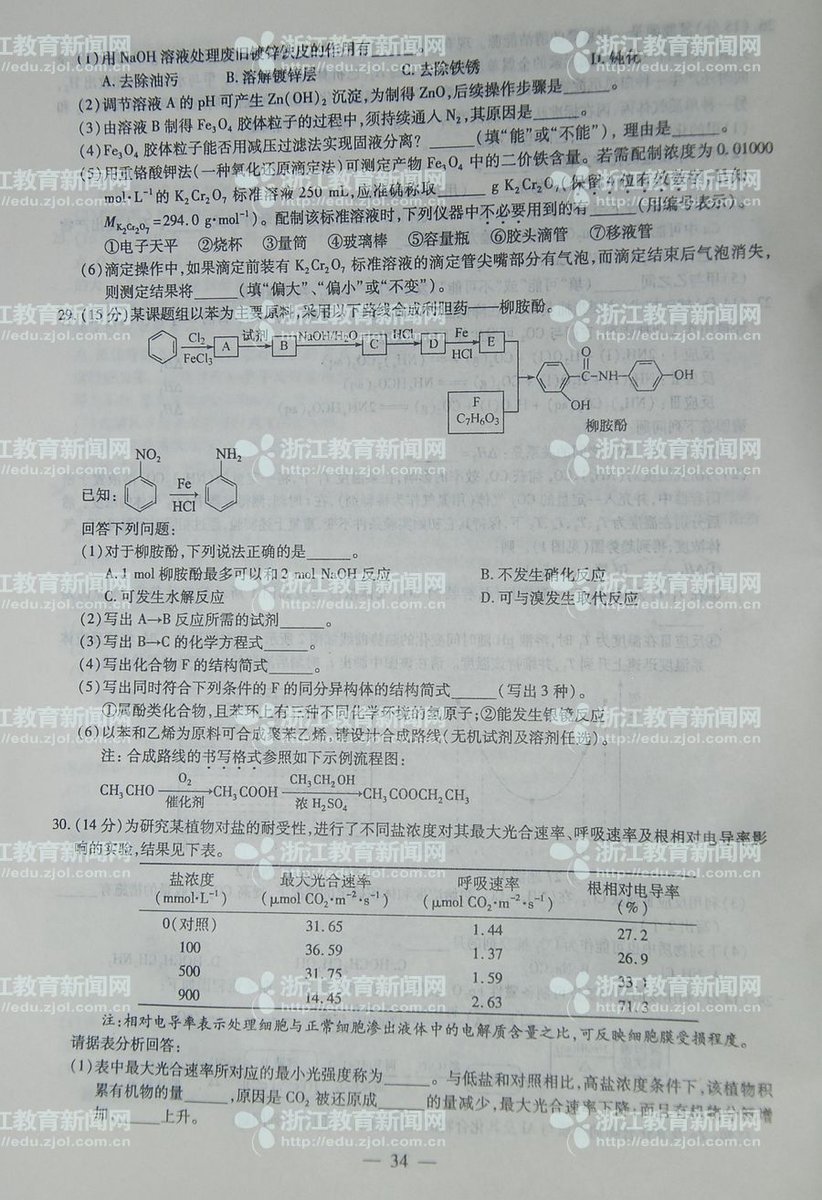 (1)用NaOH溶液处理废旧镀锌铁皮的作用有______。
A.去除油污 B.溶解镀锌层 C.去除铁锈 D.钝化
(2)调节溶液A的pH可产生Zn(OH)₂沉淀,为制得ZnO,后续操作步骤是______。
(3)由溶液B制得Fe₃O₄胶体粒子的过程中,须持续通入N₂,其原因是______。
(4)Fe₃O₄胶体粒子能否用减压过滤法实现固液分离?______(填“能”或“不能”),理由是______。
(5)用重铬酸钾法(一种氧化还原滴定法)可测定产物Fe₃O₄中的二价铁含量。若需配制浓度为0.01000
mol·L⁻¹的K₂Cr₂O₇标准溶液250 mL,应准确称取______g K₂Cr₂O₇(保留4位有效数字,已知
M K₂Cr₂O₇=294.0 g·mol⁻¹)。配制该标准溶液时,下列仪器中不必要用到的有______(用编号表示)。
①电子天平 ②烧杯 ③量筒 ④玻璃棒 ⑤容量瓶 ⑥胶头滴管 ⑦移液管
(6)滴定操作中,如果滴定前装有K₂Cr₂O₇标准溶液的滴定管尖嘴部分有气泡,而滴定结束后气泡消失,
则测定结果将______(填“偏大”、“偏小”或“不变”)。
29.(15分)某课题组以苯为主要原料,采用以下路线合成利胆药——柳胺酚。
Cl₂ FeCl₃ A 试剂 B NaOH/H₂O C HCl D Fe HCl E
O C—NH— —OH
OH
F C₇H₆O₃
柳胺酚
NO₂ NH₂
已知: Fe HCl
回答下列问题:
(1)对于柳胺酚,下列说法正确的是______。
A.1 mol柳胺酚最多可以和2 mol NaOH反应 B.不发生硝化反应
C.可发生水解反应 D.可与溴发生取代反应
(2)写出A→B反应所需的试剂______。
(3)写出B→C的化学方程式______。
(4)写出化合物F的结构简式______。
(5)写出同时符合下列条件的F的同分异构体的结构简式______(写出3种)。
①属酚类化合物,且苯环上有三种不同化学环境的氢原子;②能发生银镜反应
(6)以苯和乙烯为原料可合成聚苯乙烯,请设计合成路线(无机试剂及溶剂任选)。
注:合成路线的书写格式参照如下示例流程图:
CH₃CHO O₂ 催化剂 →CH₃COOH CH₃CH₂OH 浓H₂SO₄ →CH₃COOCH₂CH₃
30.(14分)为研究某植物对盐的耐受性,进行了不同盐浓度对其最大光合速率、呼吸速率及根相对电导率影
响的实验,结果见下表。
盐浓度 最大光合速率 呼吸速率 根相对电导率
(mmol·L⁻¹) (μmol CO₂·m⁻²·s⁻¹) (μmol CO₂·m⁻²·s⁻¹) (%)
0(对照) 31.65 1.44 27.2
100 36.59 1.37 26.9
500 31.75 1.59 33.1
900 14.45 2.63 71.3
注:相对电导率表示处理细胞与正常细胞渗出液体中的电解质含量之比,可反映细胞膜受损程度。
请据表分析回答:
(1)表中最大光合速率所对应的最小光强度称为______。与低盐和对照相比,高盐浓度条件下,该植物积
累有机物的量______,原因是CO₂被还原成______的量减少,最大光合速率下降;而且有机物分解增
加,______上升。
— 34 —
浙江教育新闻网
http://edu.zjol.com.cn